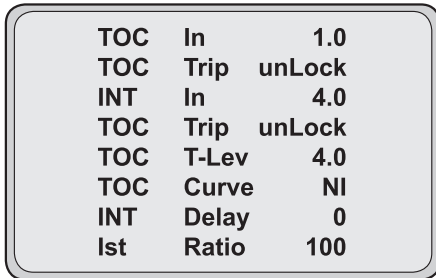 TOC In 1.0
TOC Trip unLock
INT In 4.0
TOC Trip unLock
TOC T-Lev 4.0
TOC Curve NI
INT Delay 0
Ist Ratio 100